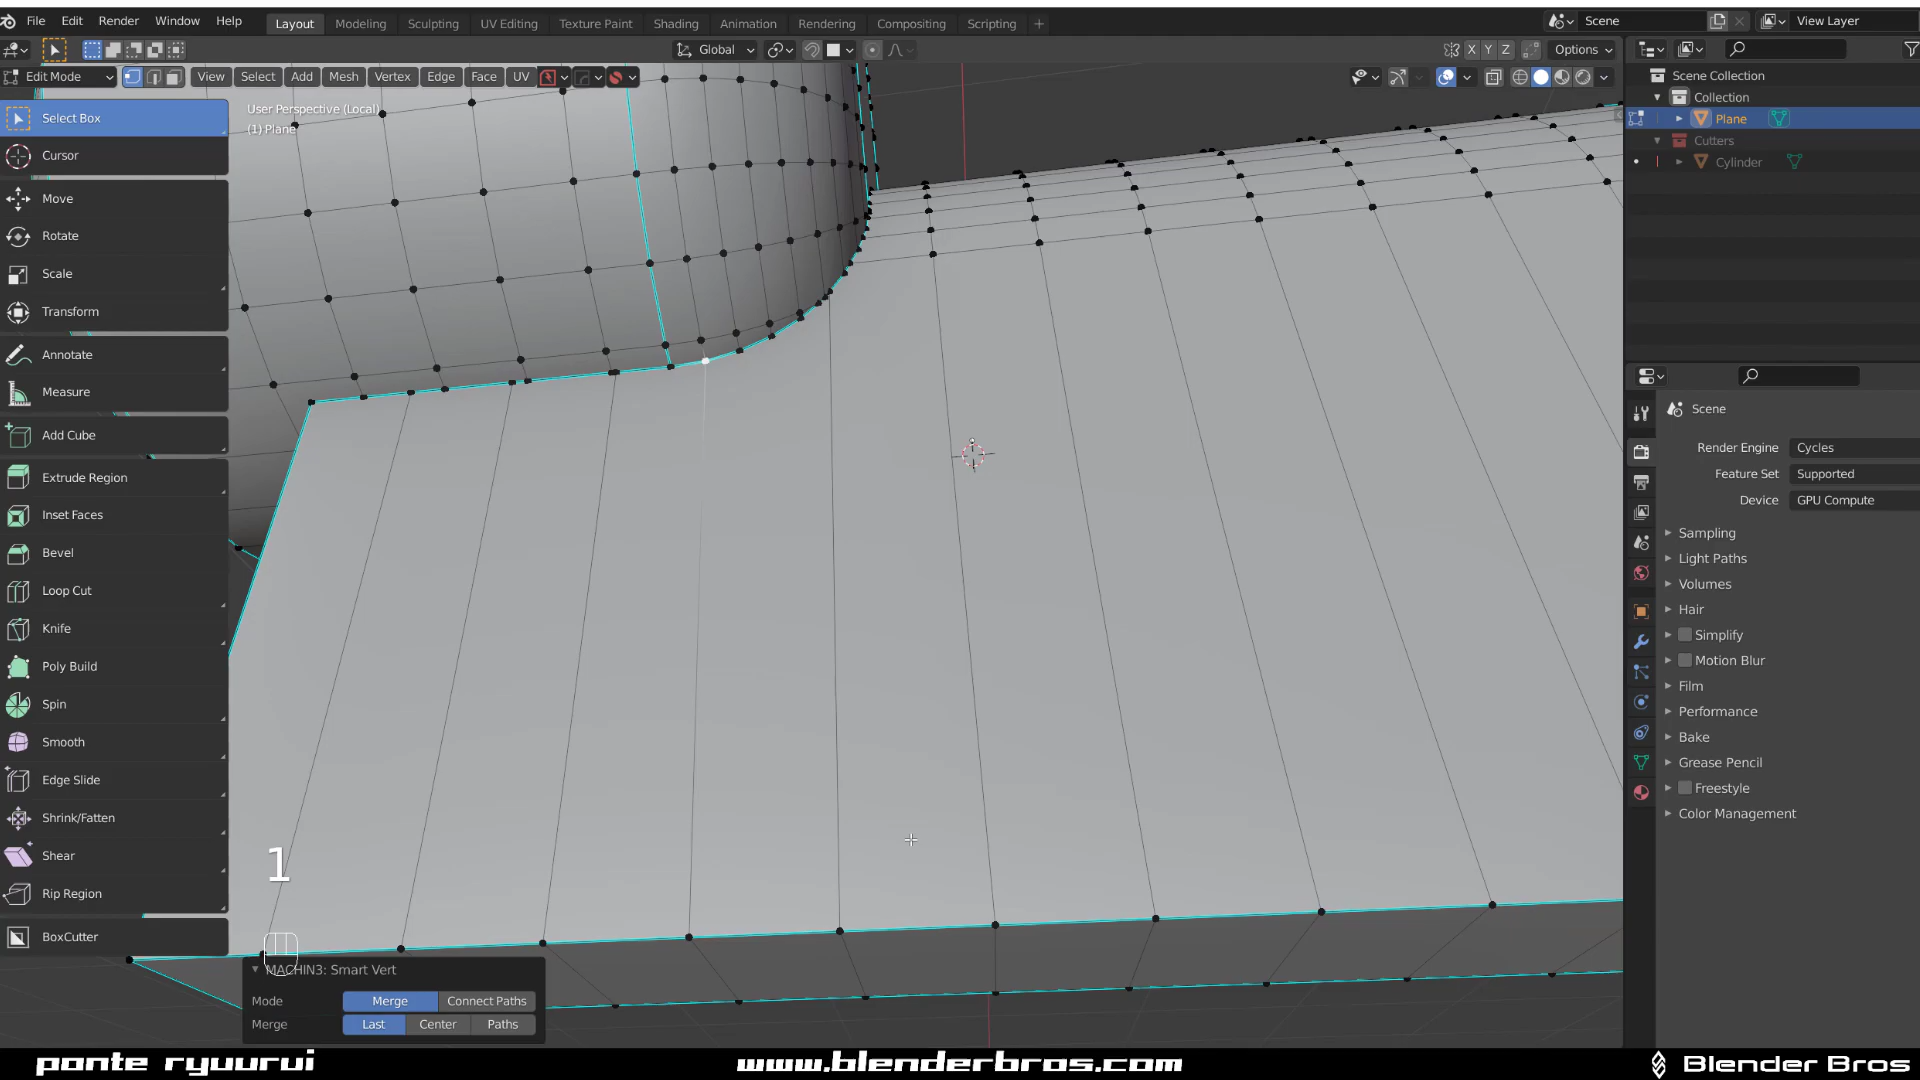 File Edit Render Window Help Layout Modeling Sculpting UV Editing Texture Paint Shading Animation Rendering Compositing Scripting + Scene View Layer
Global X Y Z Options
Edit Mode View Select Add Mesh Vertex Edge Face UV
User Perspective (Local)
(1) Plane
Select Box
Cursor
Move
Rotate
Scale
Transform
Annotate
Measure
Add Cube
Extrude Region
Inset Faces
Bevel
Loop Cut
Knife
Poly Build
Spin
Smooth
Edge Slide
Shrink/Fatten
Shear
Rip Region
BoxCutter
1
MACHIN3: Smart Vert
Mode Merge Connect Paths
Merge Last Center Paths
Scene Collection
Collection
Plane
Cutters
Cylinder
Scene
Render Engine Cycles
Feature Set Supported
Device GPU Compute
Sampling
Light Paths
Volumes
Hair
Simplify
Motion Blur
Film
Performance
Bake
Grease Pencil
Freestyle
Color Management
ponte ryuurui www.blenderbros.com Blender Bros